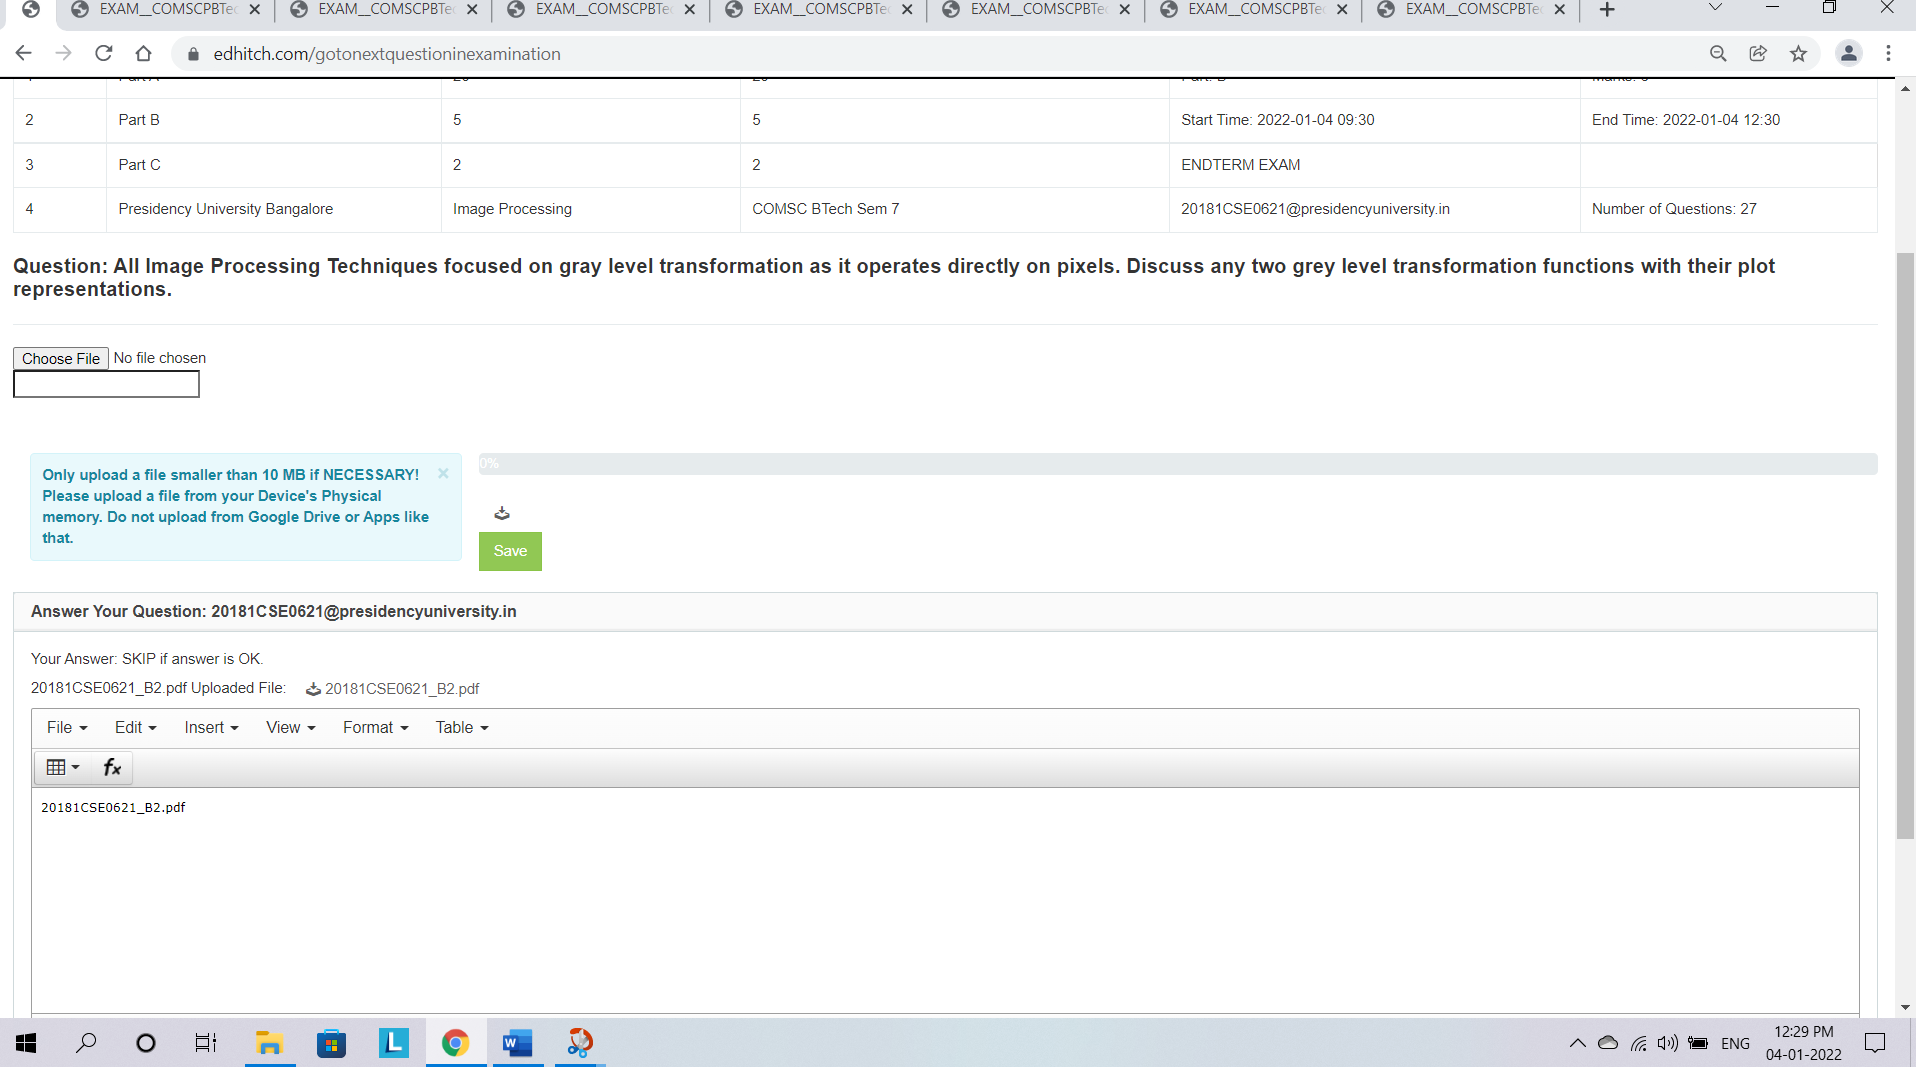 EXAM__COMSCPBTe
EXAM__COMSCPBTe
EXAM__COMSCPBTe
EXAM__COMSCPBTe
EXAM__COMSCPBTe
EXAM__COMSCPBTe
EXAM__COMSCPBTe
edhitch.com/gotonextquestioninexamination
2 Part B 5 5 Start Time: 2022-01-04 09:30 End Time: 2022-01-04 12:30
3 Part C 2 2 ENDTERM EXAM
4 Presidency University Bangalore Image Processing COMSC BTech Sem 7 20181CSE0621@presidencyuniversity.in Number of Questions: 27
Question: All Image Processing Techniques focused on gray level transformation as it operates directly on pixels. Discuss any two grey level transformation functions with their plot
representations.
Choose File No file chosen
Only upload a file smaller than 10 MB if NECESSARY!
Please upload a file from your Device's Physical
memory. Do not upload from Google Drive or Apps like
that.
0%
Save
Answer Your Question: 20181CSE0621@presidencyuniversity.in
Your Answer: SKIP if answer is OK.
20181CSE0621_B2.pdf Uploaded File: 20181CSE0621_B2.pdf
File Edit Insert View Format Table
fx
20181CSE0621_B2.pdf
L W ENG 12:29 PM
04-01-2022